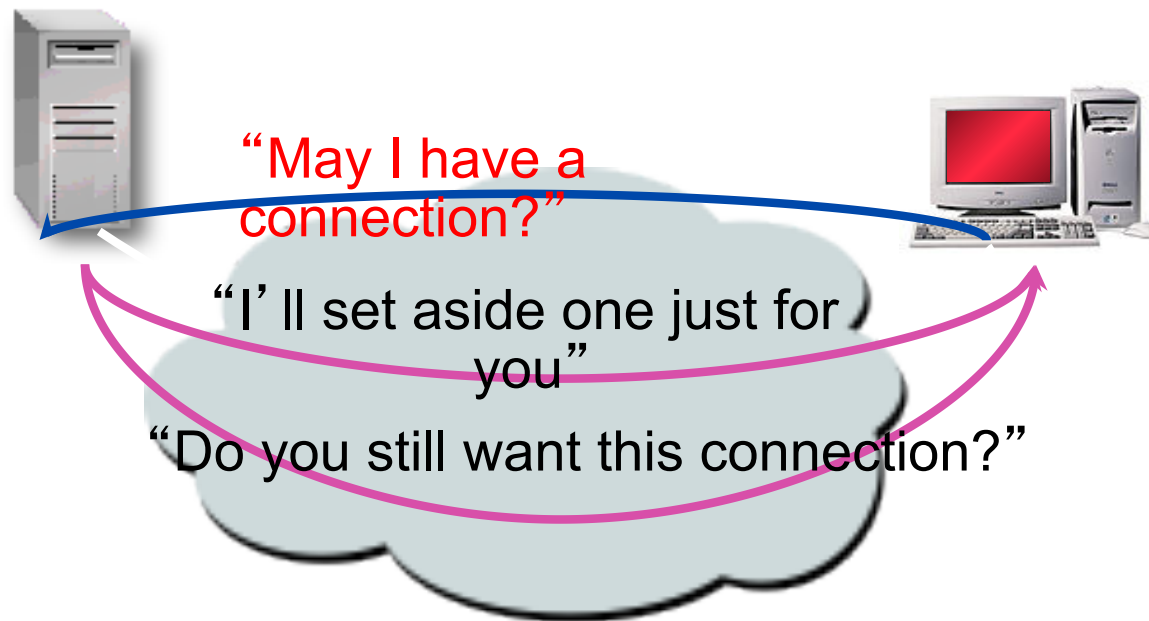 “May I have a
connection?”
“I’ ll set aside one just for
you”
“Do you still want this connection?”